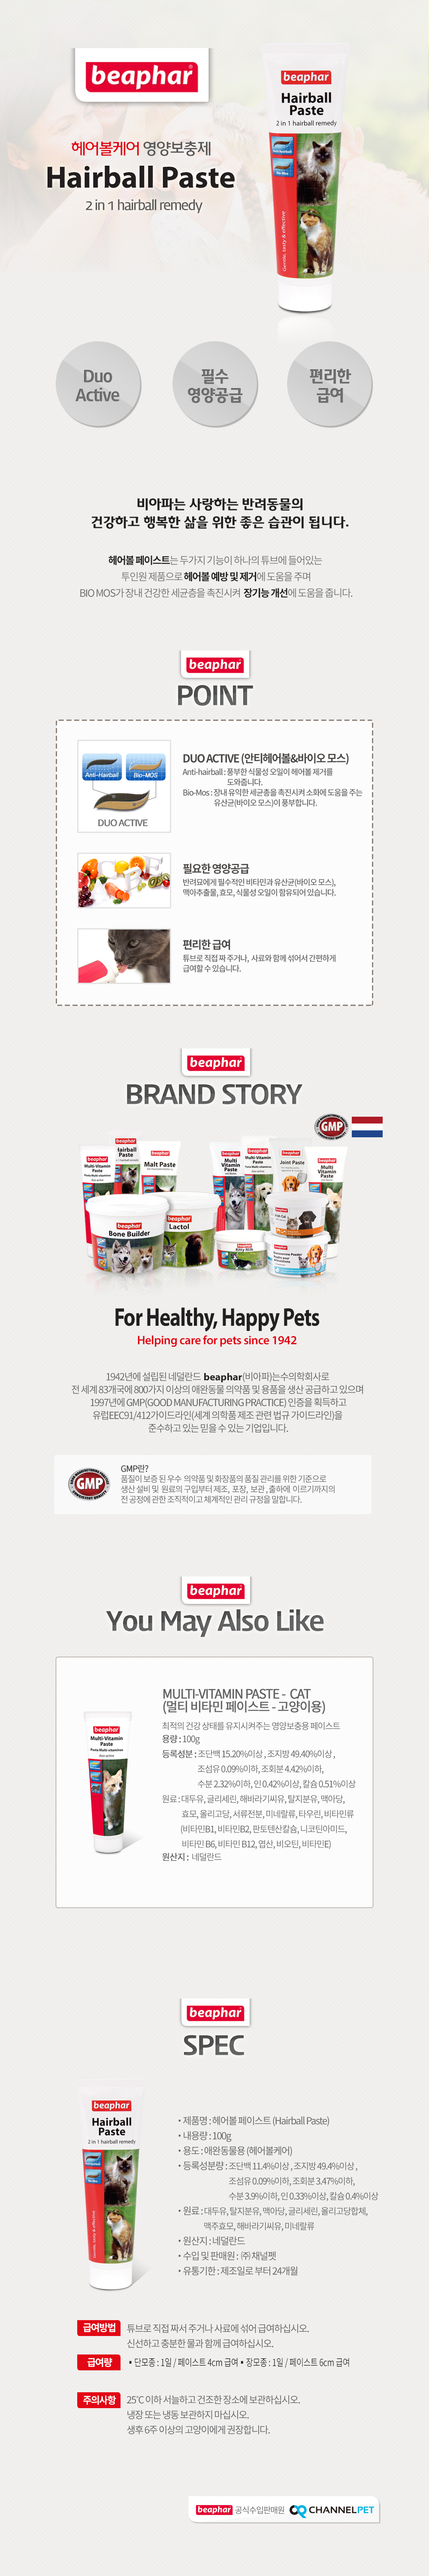 beaphar
헤어볼케어 영양보충제
Hairball Paste
2 in 1 hairball remedy
beaphar
Hairball
Paste
2 in 1 hairball remedy
Anti-Hairball
Bio-Mos
Gentle, tasty & effective
Duo
Active
필수
영양공급
편리한
급여
비아파는 사랑하는 반려동물의
건강하고 행복한 삶을 위한 좋은 습관이 됩니다.
헤어볼 페이스트는 두가지 기능이 하나의 튜브에 들어있는
투인원 제품으로 헤어볼 예방 및 제거에 도움을 주며
BIO MOS가 장내 건강한 세균층을 촉진시켜 장기능 개선에 도움을 줍니다.
beaphar
POINT
Anti-Hairball
Bio-MOS
DUO ACTIVE
DUO ACTIVE (안티헤어볼&바이오 모스)
Anti-hairball : 풍부한 식물성 오일이 헤어볼 제거를
도와줍니다.
Bio-Mos : 장내 유익한 세균층을 촉진시켜 소화에 도움을 주는
유산균(바이오 모스)이 풍부합니다.
필요한 영양공급
반려묘에게 필수적인 비타민과 유산균(바이오 모스),
맥아추출물, 효모, 식물성 오일이 함유되어 있습니다.
편리한 급여
튜브로 직접 짜 주거나, 사료와 함께 섞어서 간편하게
급여할 수 있습니다.
beaphar
BRAND STORY
GMP
beaphar
Multi-Vitamin
Paste
beaphar
Hairball
Paste
beaphar
Malt Paste
beaphar
Multi
Vitamin
Paste
beaphar
Multi-Vitamin
Paste
beaphar
Joint Paste
beaphar
Multi
Vitamin
Paste
beaphar
Bone Builder
beaphar
Lactol
beaphar
Kitty Milk
beaphar
beaphar
For Healthy, Happy Pets
Helping care for pets since 1942
1942년에 설립된 네덜란드 beaphar(비아파)는수의학회사로
전 세계 83개국에 800가지 이상의 애완동물 의약품 및 용품을 생산 공급하고 있으며
1997년에 GMP(GOOD MANUFACTURING PRACTICE) 인증을 획득하고
유럽EEC91/412가이드라인(세계 의학품 제조 관련 법규 가이드라인)을
준수하고 있는 믿을 수 있는 기업입니다.
GMP
GMP란?
품질이 보증 된 우수 의약품 및 화장품의 품질 관리를 위한 기준으로
생산 설비 및 원료의 구입부터 제조, 포장, 보관 , 출하에 이르기까지의
전 공정에 관한 조직적이고 체계적인 관리 규정을 말합니다.
beaphar
You May Also Like
beaphar
Multi-Vitamin
Paste
Pasta Multi-vitaminen
MULTI-VITAMIN PASTE - CAT
(멀티 비타민 페이스트 - 고양이용)
최적의 건강 상태를 유지시켜주는 영양보충용 페이스트
용량 : 100g
등록성분 : 조단백 15.20%이상 , 조지방 49.40%이상 ,
조섬유 0.09%이하, 조회분 4.42%이하,
수분 2.32%이하, 인 0.42%이상, 칼슘 0.51%이상
원료 : 대두유, 글리세린, 해바라기씨유, 탈지분유, 맥아당,
효모, 올리고당, 서류전분, 미네랄류, 타우린, 비타민류
(비타민B1, 비타민B2, 판토텐산칼슘, 니코틴아미드,
비타민 B6, 비타민 B12, 엽산, 비오틴, 비타민E)
원산지 : 네덜란드
beaphar
SPEC
beaphar
Hairball
Paste
2 in 1 hairball remedy
• 제품명 : 헤어볼 페이스트 (Hairball Paste)
• 내용량 : 100g
• 용도 : 애완동물용 (헤어볼케어)
• 등록성분량 : 조단백 11.4%이상 , 조지방 49.4%이상 ,
조섬유 0.09%이하, 조회분 3.47%이하,
수분 3.9%이하, 인 0.33%이상, 칼슘 0.4%이상
• 원료 : 대두유, 탈지분유, 맥아당, 글리세린, 올리고당합체,
맥주효모, 해바라기씨유, 미네랄류
• 원산지 : 네덜란드
• 수입 및 판매원 : ㈜ 채널펫
• 유통기한 : 제조일로 부터 24개월
급여방법
튜브로 직접 짜서 주거나 사료에 섞어 급여하십시오.
신선하고 충분한 물과 함께 급여하십시오.
급여량
• 단모종 : 1일 / 페이스트 4cm 급여 • 장모종 : 1일 / 페이스트 6cm 급여
주의사항
25˚C 이하 서늘하고 건조한 장소에 보관하십시오.
냉장 또는 냉동 보관하지 마십시오.
생후 6주 이상의 고양이에게 권장합니다.
beaphar 공식수입판매원 CHANNELPET